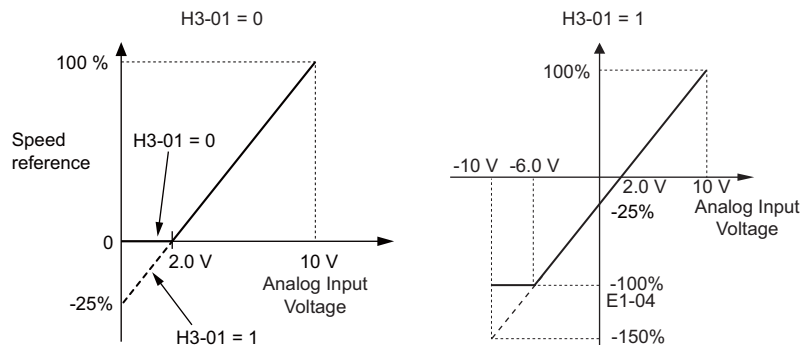 H3-01 = 0
100 %
Speed
reference
H3-01 = 0
0
2.0 V
10 V
Analog Input
Voltage
-25%
H3-01 = 1
H3-01 = 1
100%
-10 V
-6.0 V
2.0 V
10 V
Analog Input
Voltage
-25%
-100%
E1-04
-150%